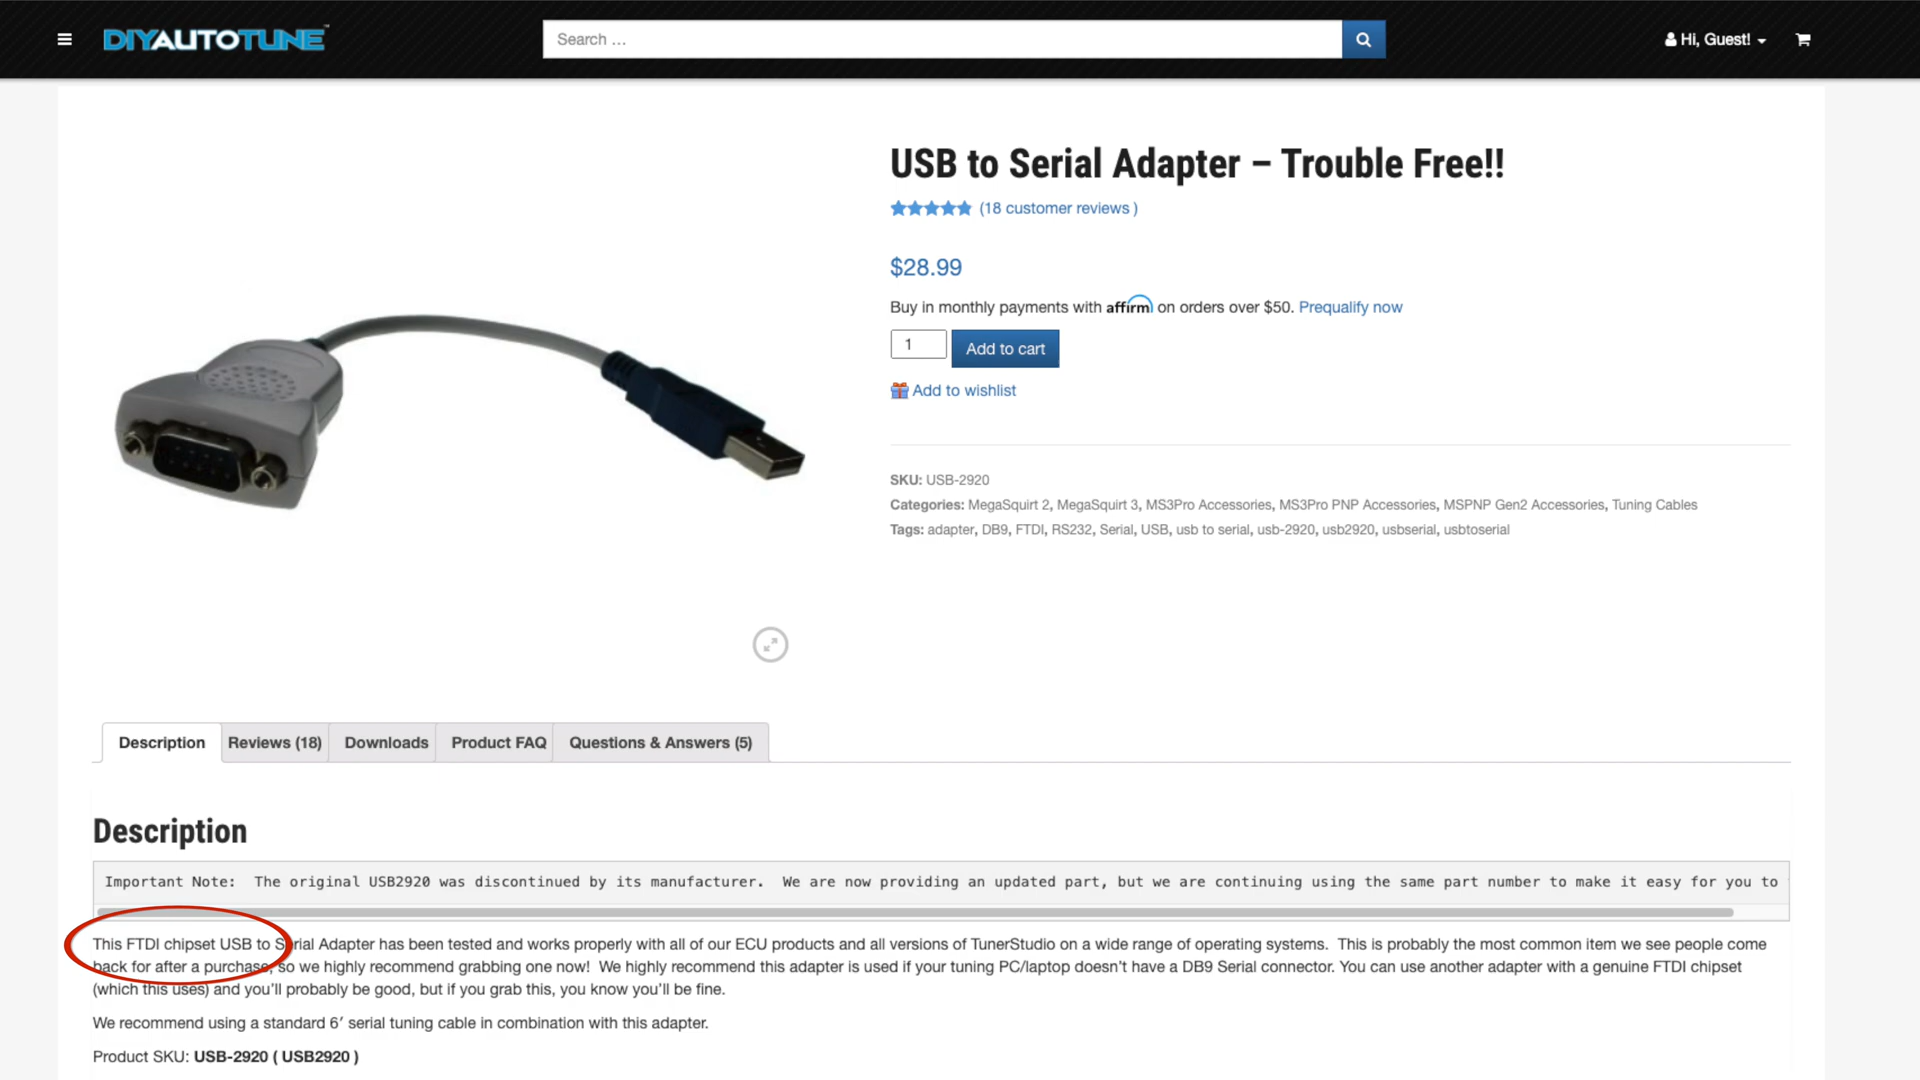 DIYAUTOTUNE™
Search ...
Hi, Guest!
USB to Serial Adapter – Trouble Free!!
(18 customer reviews )
$28.99
Buy in monthly payments with affirm on orders over $50. Prequalify now
1
Add to cart
Add to wishlist
SKU: USB-2920
Categories: MegaSquirt 2, MegaSquirt 3, MS3Pro Accessories, MS3Pro PNP Accessories, MSPNP Gen2 Accessories, Tuning Cables
Tags: adapter, DB9, FTDI, RS232, Serial, USB, usb to serial, usb-2920, usb2920, usbserial, usbtoserial
Description
Reviews (18)
Downloads
Product FAQ
Questions & Answers (5)
Description
Important Note:  The original USB2920 was discontinued by its manufacturer.  We are now providing an updated part, but we are continuing using the same part number to make it easy for you to
This FTDI chipset USB to Serial Adapter has been tested and works properly with all of our ECU products and all versions of TunerStudio on a wide range of operating systems.  This is probably the most common item we see people come
back for after a purchase, so we highly recommend grabbing one now!  We highly recommend this adapter is used if your tuning PC/laptop doesn't have a DB9 Serial connector. You can use another adapter with a genuine FTDI chipset
(which this uses) and you'll probably be good, but if you grab this, you know you'll be fine.
We recommend using a standard 6′ serial tuning cable in combination with this adapter.
Product SKU: USB-2920 ( USB2920 )